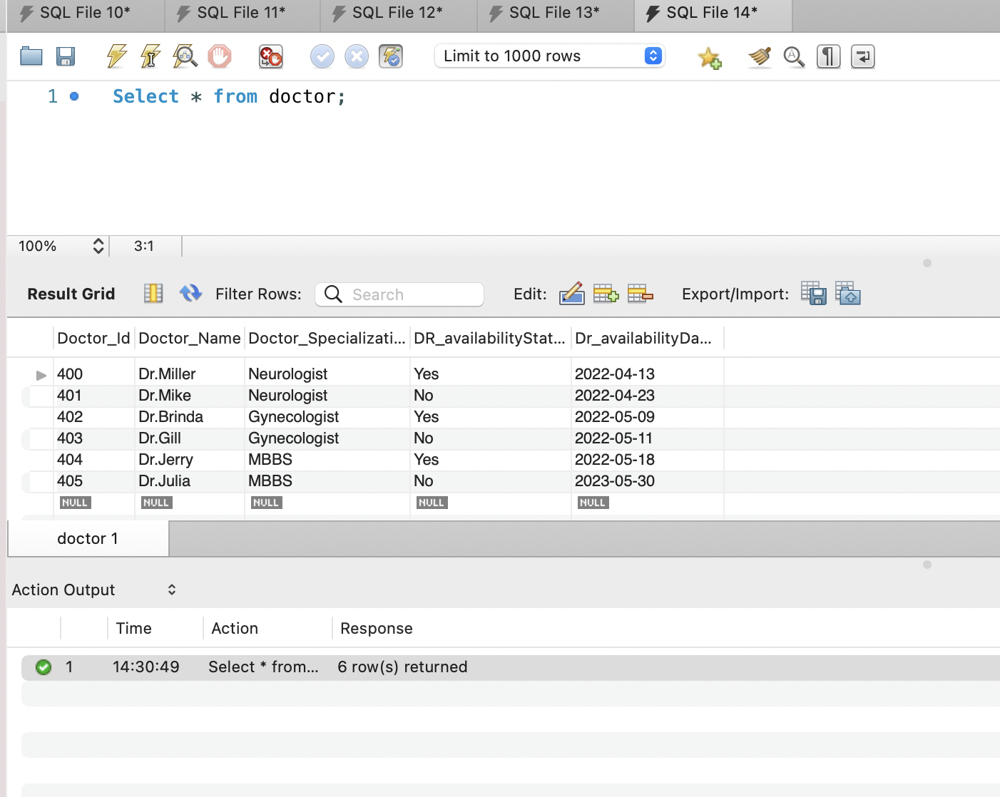 SQL File 10* SQL File 11* SQL File 12* SQL File 13* SQL File 14*
Limit to 1000 rows
1 Select * from doctor;
100% 3:1
Result Grid Filter Rows: Search Edit: Export/Import:
Doctor_Id Doctor_Name Doctor_Specializati... DR_availabilityStat... Dr_availabilityDa...
400 Dr.Miller Neurologist Yes 2022-04-13
401 Dr.Mike Neurologist No 2022-04-23
402 Dr.Brinda Gynecologist Yes 2022-05-09
403 Dr.Gill Gynecologist No 2022-05-11
404 Dr.Jerry MBBS Yes 2022-05-18
405 Dr.Julia MBBS No 2023-05-30
NULL NULL NULL NULL NULL
doctor 1
Action Output
Time Action Response
1 14:30:49 Select * from... 6 row(s) returned